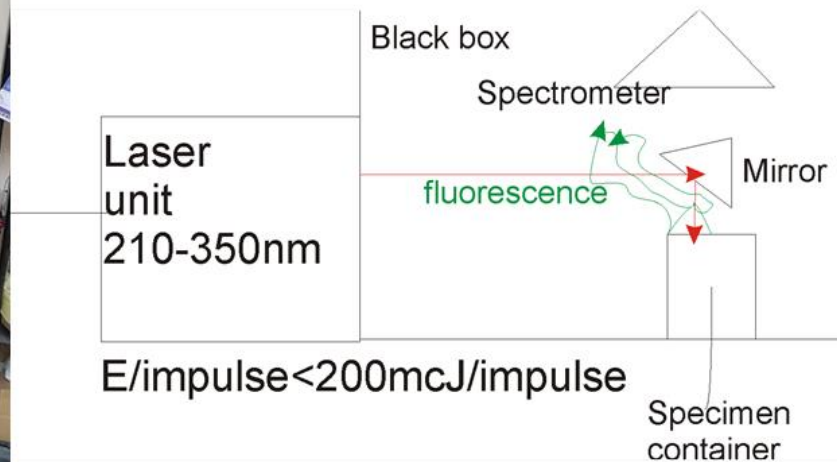 Black box
Spectrometer
Laser
unit
210-350nm
Mirror
fluorescence
E/impulse<200mcJ/impulse
Specimen
container